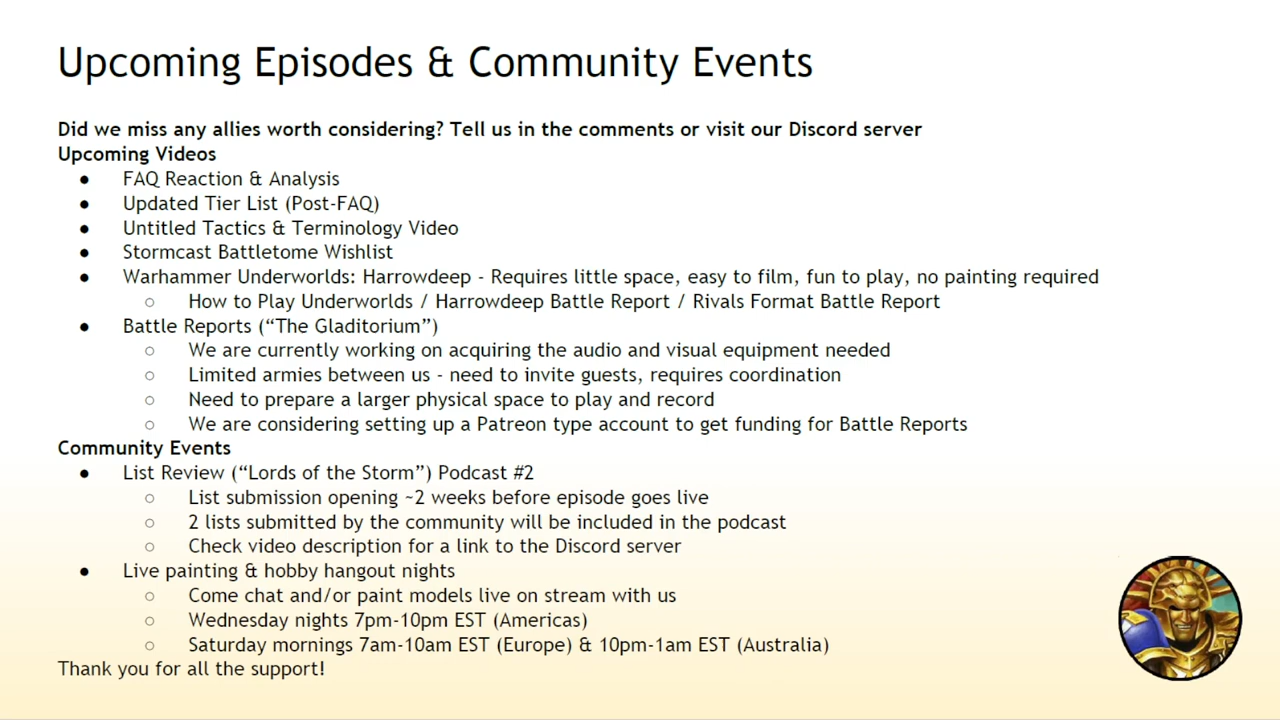 Upcoming Episodes & Community Events
Did we miss any allies worth considering? Tell us in the comments or visit our Discord server
Upcoming Videos
● FAQ Reaction & Analysis
● Updated Tier List (Post-FAQ)
● Untitled Tactics & Terminology Video
● Stormcast Battletome Wishlist
● Warhammer Underworlds: Harrowdeep - Requires little space, easy to film, fun to play, no painting required
○ How to Play Underworlds / Harrowdeep Battle Report / Rivals Format Battle Report
● Battle Reports (“The Gladitorium”)
○ We are currently working on acquiring the audio and visual equipment needed
○ Limited armies between us - need to invite guests, requires coordination
○ Need to prepare a larger physical space to play and record
○ We are considering setting up a Patreon type account to get funding for Battle Reports
Community Events
● List Review (“Lords of the Storm”) Podcast #2
○ List submission opening ~2 weeks before episode goes live
○ 2 lists submitted by the community will be included in the podcast
○ Check video description for a link to the Discord server
● Live painting & hobby hangout nights
○ Come chat and/or paint models live on stream with us
○ Wednesday nights 7pm-10pm EST (Americas)
○ Saturday mornings 7am-10am EST (Europe) & 10pm-1am EST (Australia)
Thank you for all the support!